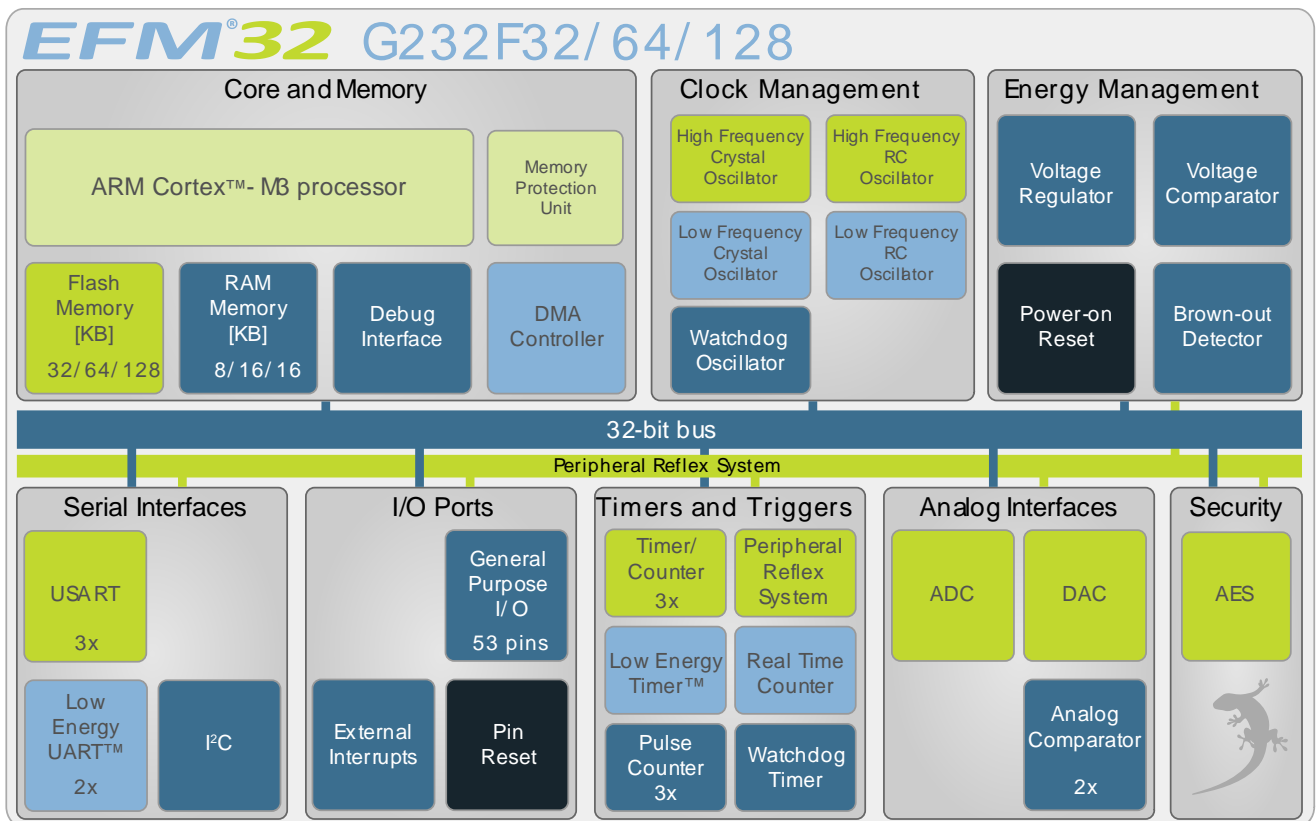 EFM®32 G232F32/64/128
Core and Memory
ARM Cortex™-M3 processor
Memory
Protection
Unit
Flash
Memory
[KB]
32/64/128
RAM
Memory
[KB]
8/16/16
Debug
Interface
DMA
Controller
Clock Management
High Frequency
Crystal
Oscillator
High Frequency
RC
Oscillator
Low Frequency
Crystal
Oscillator
Low Frequency
RC
Oscillator
Watchdog
Oscillator
Energy Management
Voltage
Regulator
Voltage
Comparator
Power-on
Reset
Brown-out
Detector
32-bit bus
Peripheral Reflex System
Serial Interfaces
USART
3x
Low
Energy
UART™
2x
I²C
I/O Ports
General
Purpose
I/O
53 pins
External
Interrupts
Pin
Reset
Timers and Triggers
Timer/
Counter
3x
Peripheral
Reflex
System
Low Energy
Timer™
Real Time
Counter
Pulse
Counter
3x
Watchdog
Timer
Analog Interfaces
ADC
DAC
Analog
Comparator
2x
Security
AES